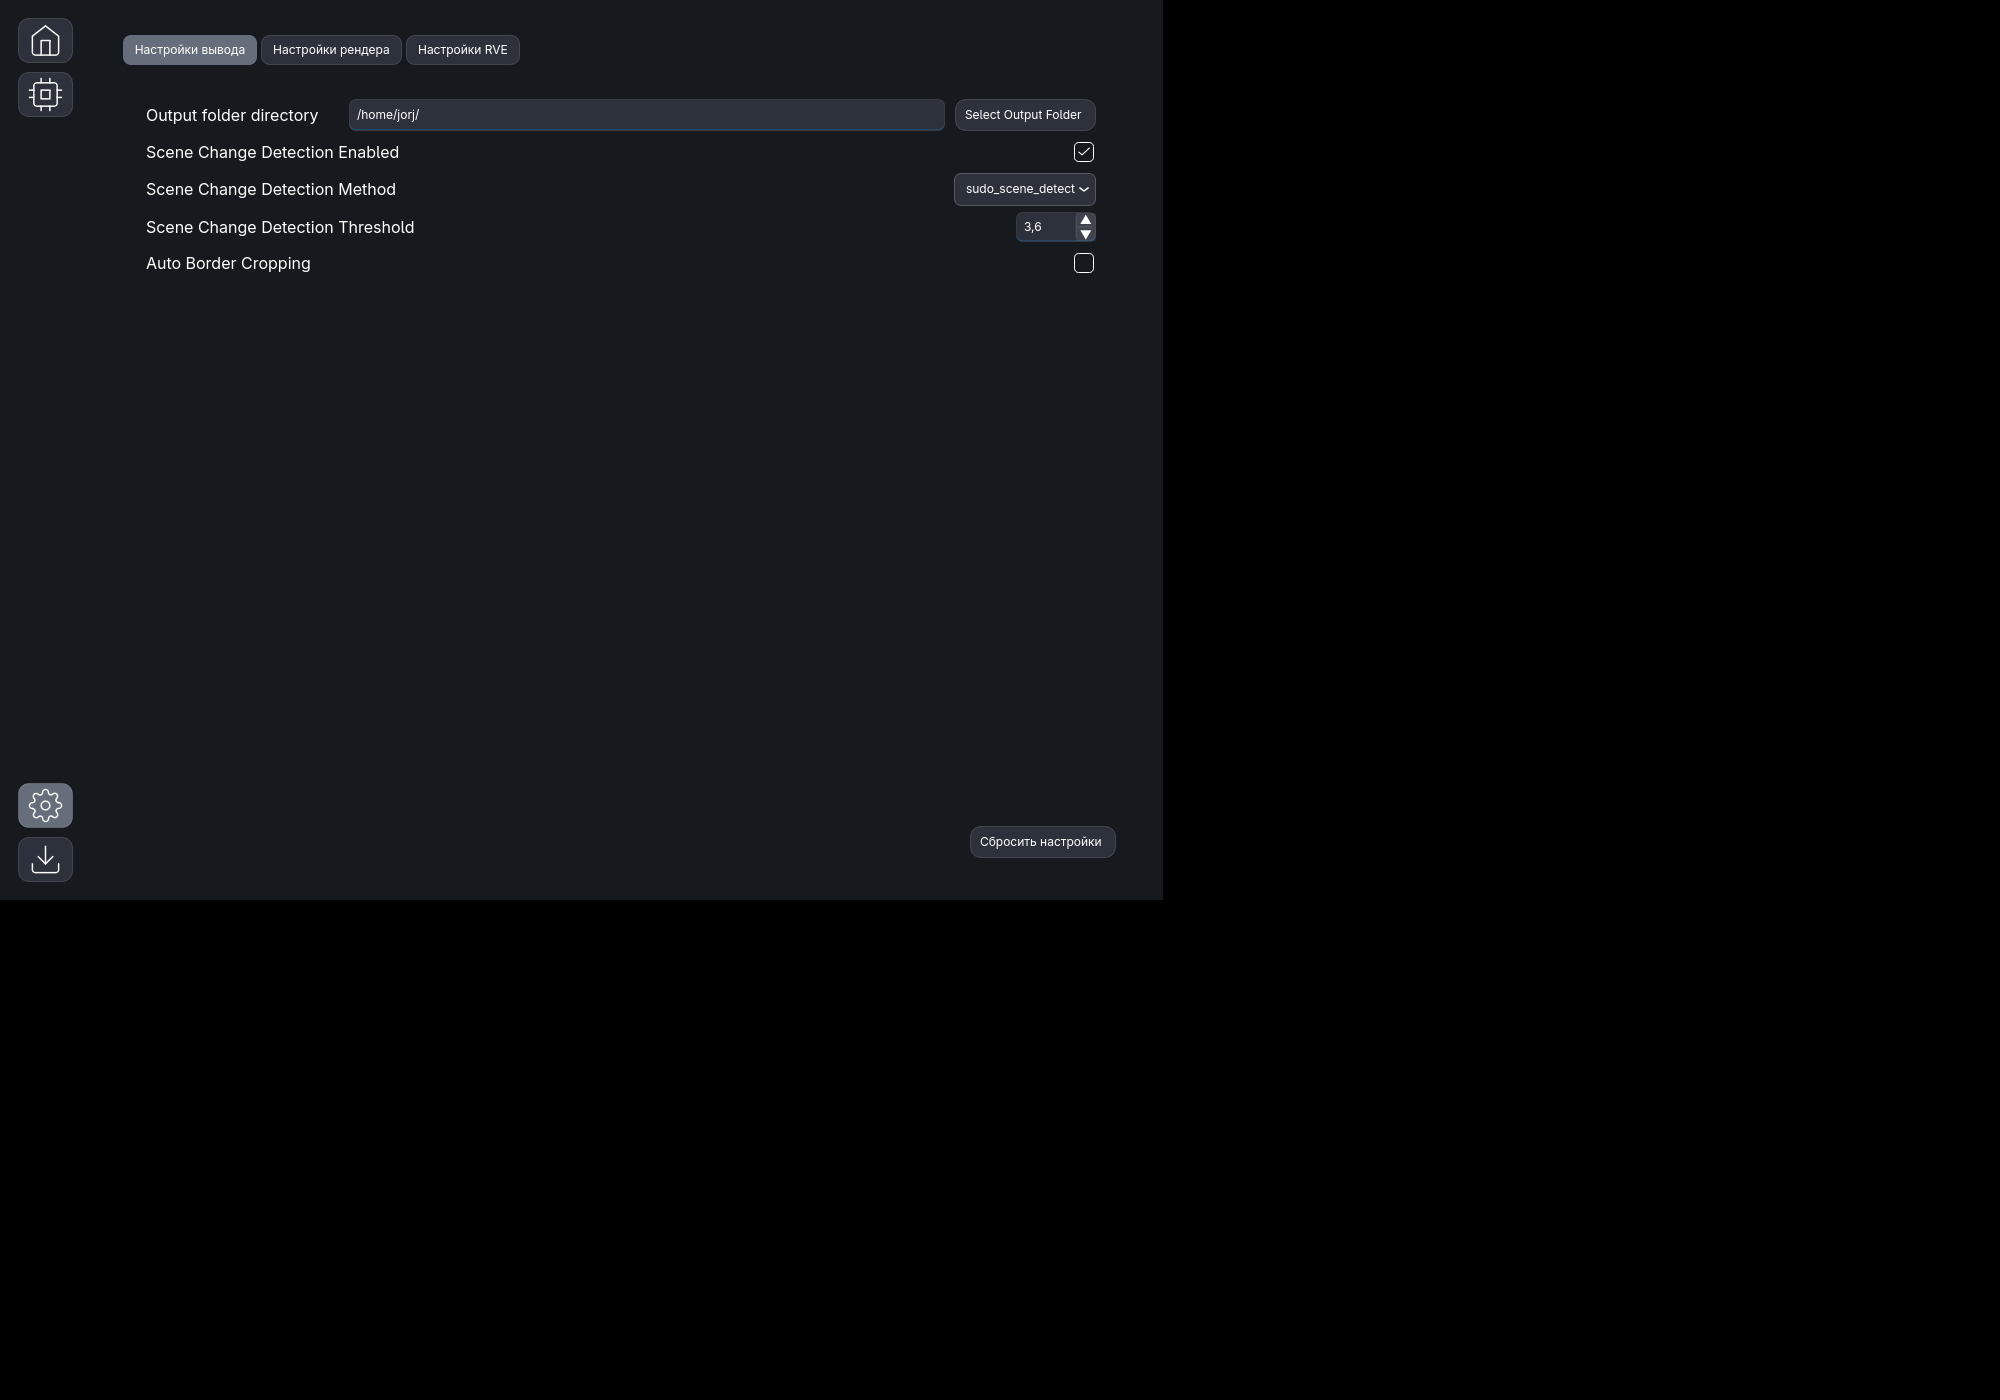 Настройки вывода
Настройки рендера
Настройки RVE
Output folder directory
/home/jorj/
Select Output Folder
Scene Change Detection Enabled
Scene Change Detection Method
sudo_scene_detect
Scene Change Detection Threshold
3,6
Auto Border Cropping
Сбросить настройки